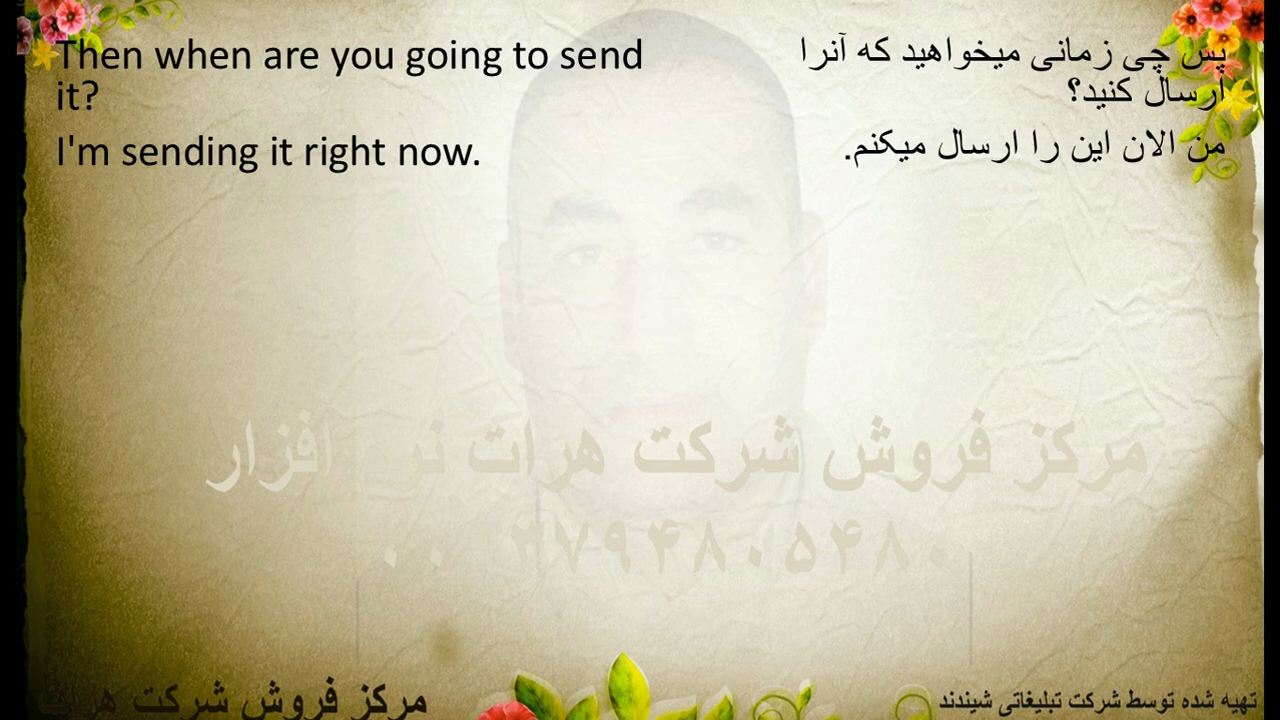 Then when are you going to send
it?
I'm sending it right now.
پس چی زمانی میخواهید که آنرا
ارسال کنید؟
من الان این را ارسال میکنم.
مرکز فروش شرکت هرات نرم افزار
مرکز فروش شرکت هرات
تهیه شده توسط شرکت تبلیغاتی شیندند